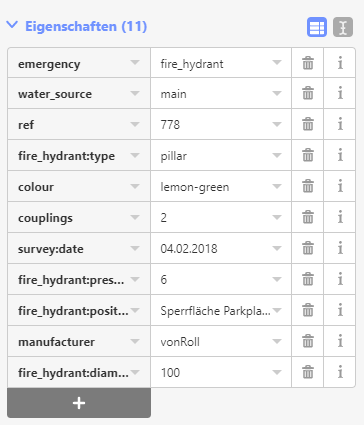 Eigenschaften (11)
emergency fire_hydrant
water_source main
ref 778
fire_hydrant:type pillar
colour lemon-green
couplings 2
survey:date 04.02.2018
fire_hydrant:pres... 6
fire_hydrant:posit... Sperrfläche Parkpla...
manufacturer vonRoll
fire_hydrant:diam... 100
+